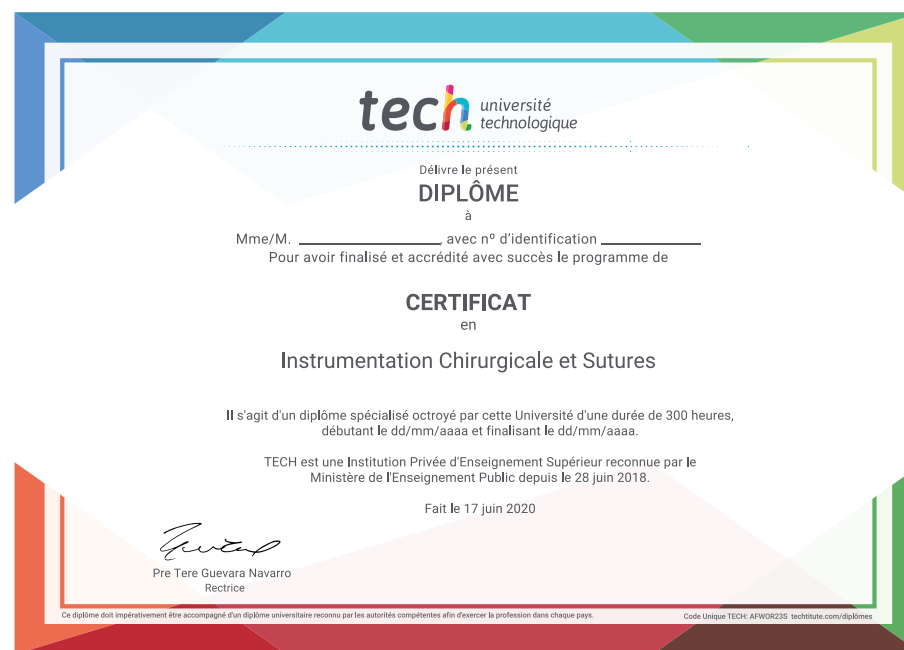 tech université
technologique
Délivre le présent
DIPLÔME
à
Mme/M. ____________, avec nº d'identification ____________
Pour avoir finalisé et accrédité avec succès le programme de
CERTIFICAT
en
Instrumentation Chirurgicale et Sutures
Il s'agit d'un diplôme spécialisé octroyé par cette Université d'une durée de 300 heures,
débutant le dd/mm/aaaa et finalisant le dd/mm/aaaa.
TECH est une Institution Privée d'Enseignement Supérieur reconnue par le
Ministère de l'Enseignement Public depuis le 28 juin 2018.
Fait le 17 juin 2020
Pre Tere Guevara Navarro
Rectrice
Ce diplôme doit impérativement être accompagné d'un diplôme universitaire reconnu par les autorités compétentes afin d'exercer la profession dans chaque pays.
Code Unique TECH: AFWOR23S techtitute.com/diplômes